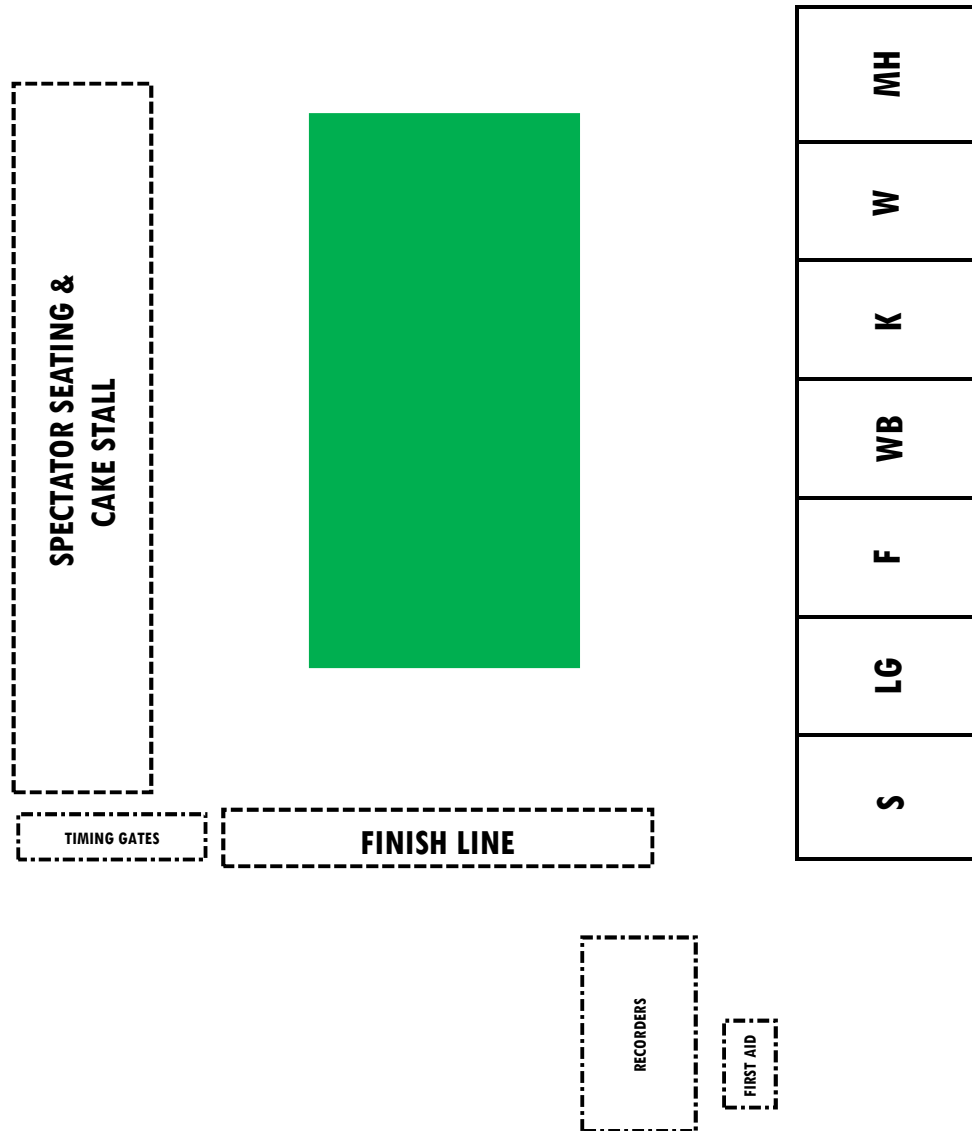 MH
W
K
WB
F
LG
S
SPECTATOR SEATING &
CAKE STALL
TIMING GATES
FINISH LINE
RECORDERS
FIRST AID